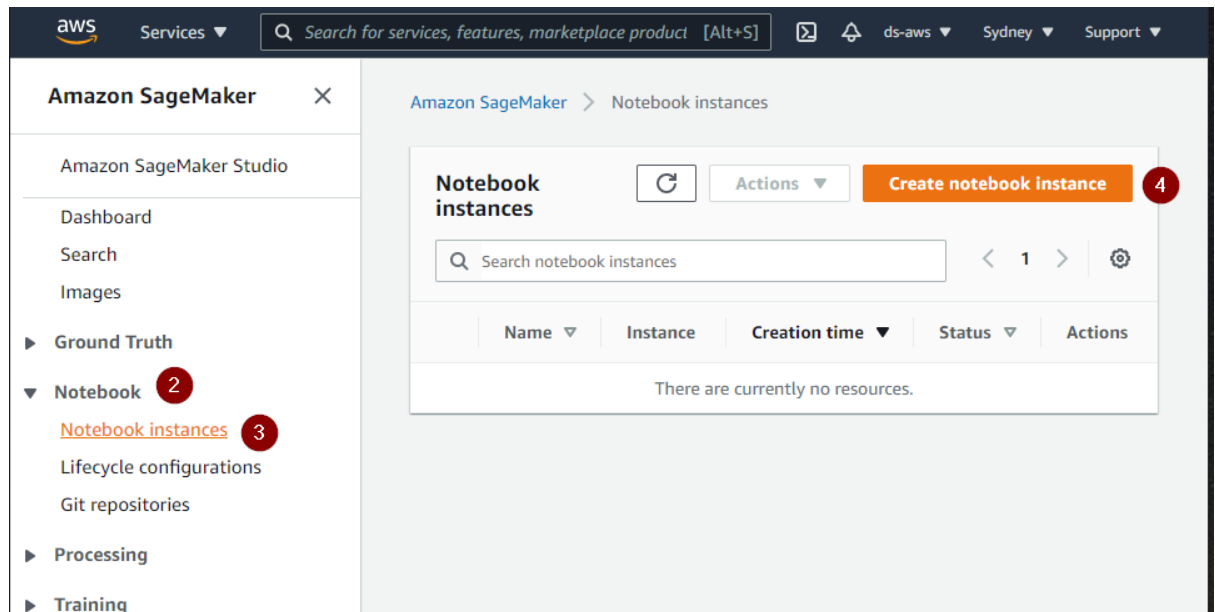 aws Services ▼ Search for services, features, marketplace product [Alt+S] ds-aws ▼ Sydney ▼ Support ▼
Amazon SageMaker
Amazon SageMaker Studio
Dashboard
Search
Images
Ground Truth
Notebook 2
Notebook instances 3
Lifecycle configurations
Git repositories
Processing
Training
Amazon SageMaker > Notebook instances
Notebook
instances
Actions ▼ Create notebook instance 4
Search notebook instances < 1 >
Name Instance Creation time ▼ Status Actions
There are currently no resources.